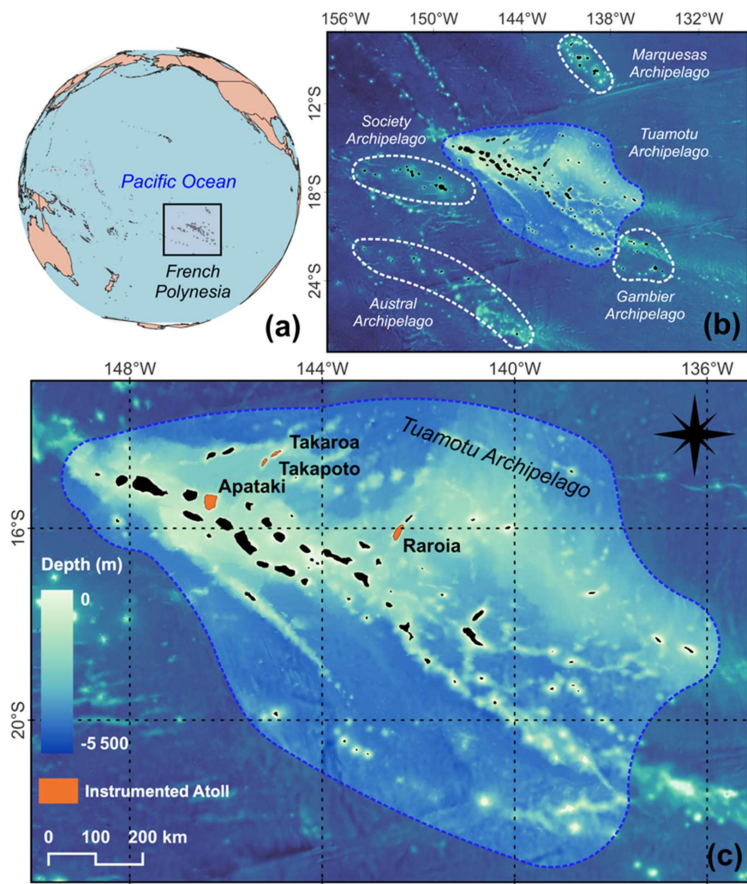 Pacific Ocean
French
Polynesia
(a)
156°W 150°W 144°W 138°W 132°W
12°S
18°S
24°S
Marquesas
Archipelago
Society
Archipelago
Tuamotu
Archipelago
Austral
Archipelago
Gambier
Archipelago
(b)
148°W 144°W 140°W 136°W
16°S
20°S
Takaroa
Takapoto
Apataki
Tuamotu Archipelago
Raroia
Depth (m)
0
-5 500
Instrumented Atoll
0 100 200 km
(c)